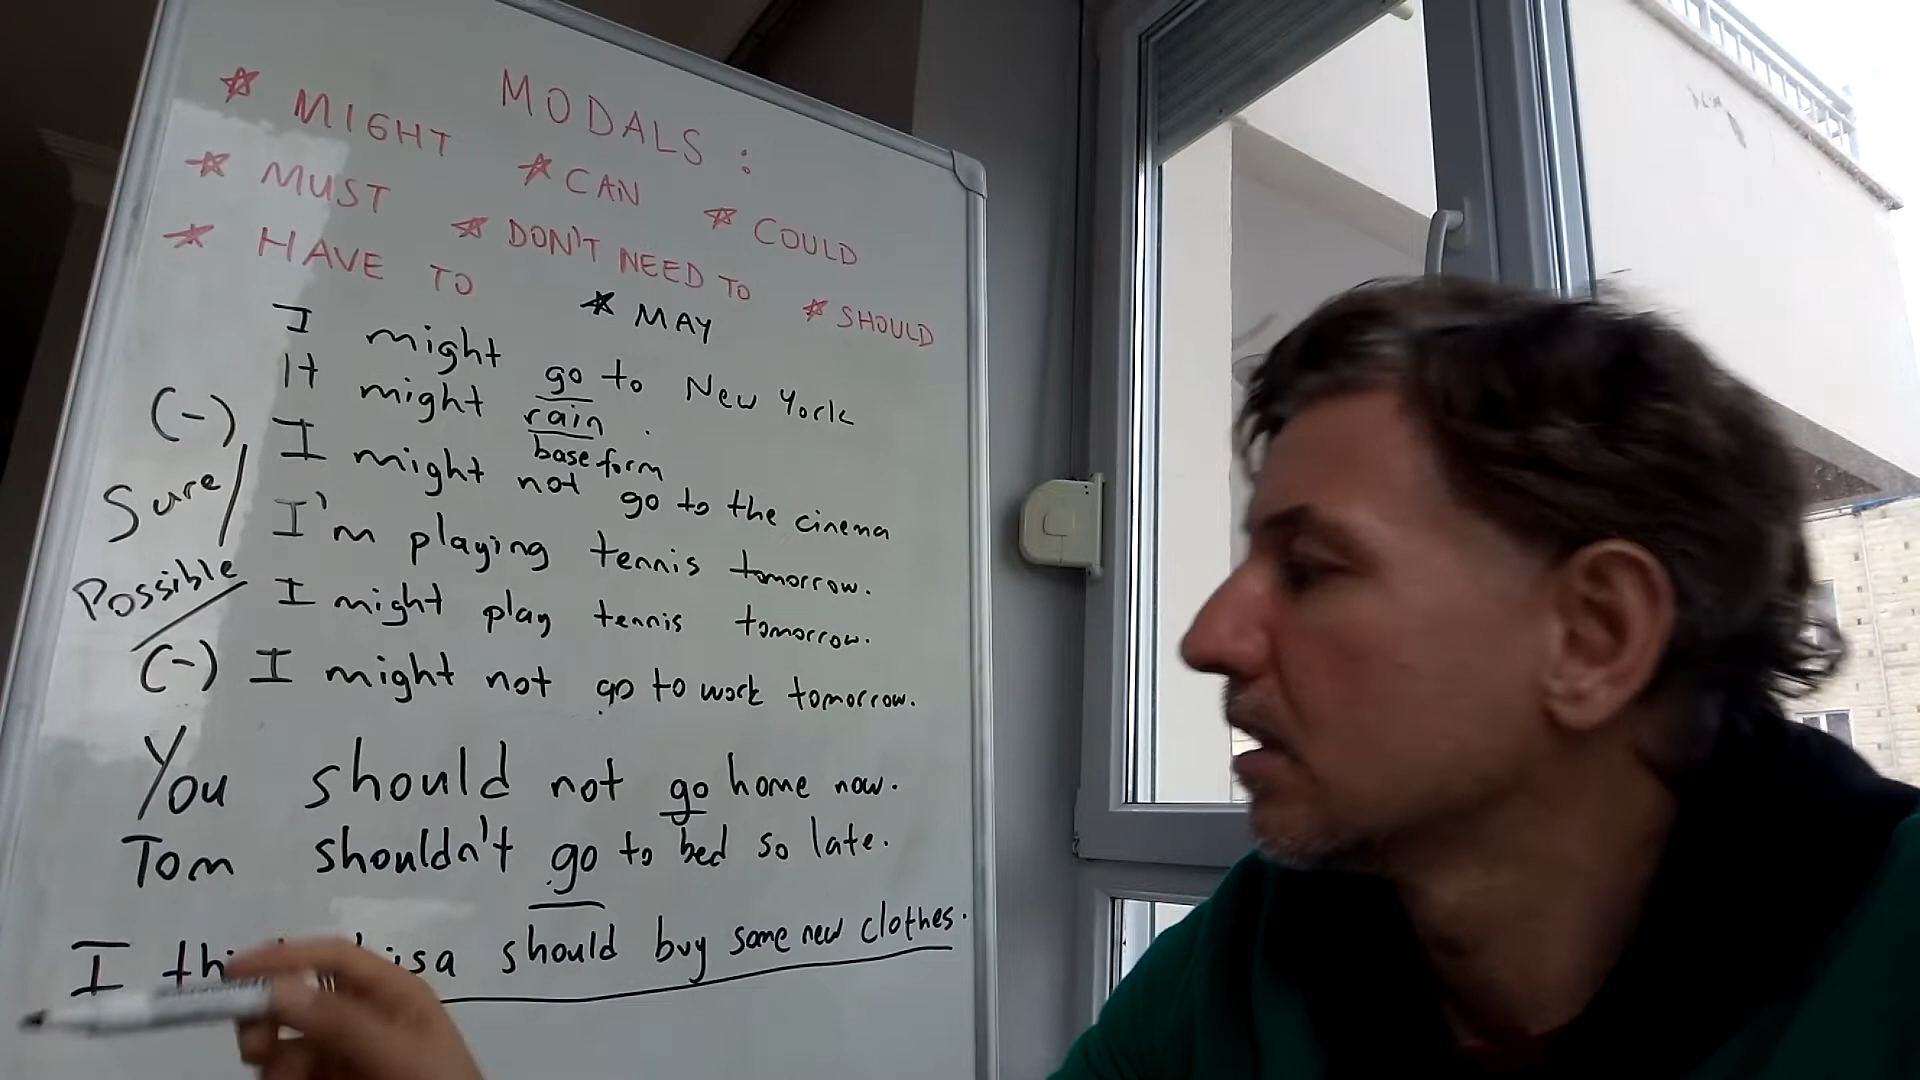 MODALS :
* MIGHT * CAN * COULD
* MUST * DON'T NEED TO * SHOULD
* HAVE TO * MAY
I might go to New York
It might rain .
base form
(-) I might not go to the cinema
Sure I'm playing tennis tomorrow.
Possible I might play tennis tomorrow.
(-) I might not go to work tomorrow.
You should not go home now.
Tom shouldn't go to bed so late.
I should buy some new clothes.